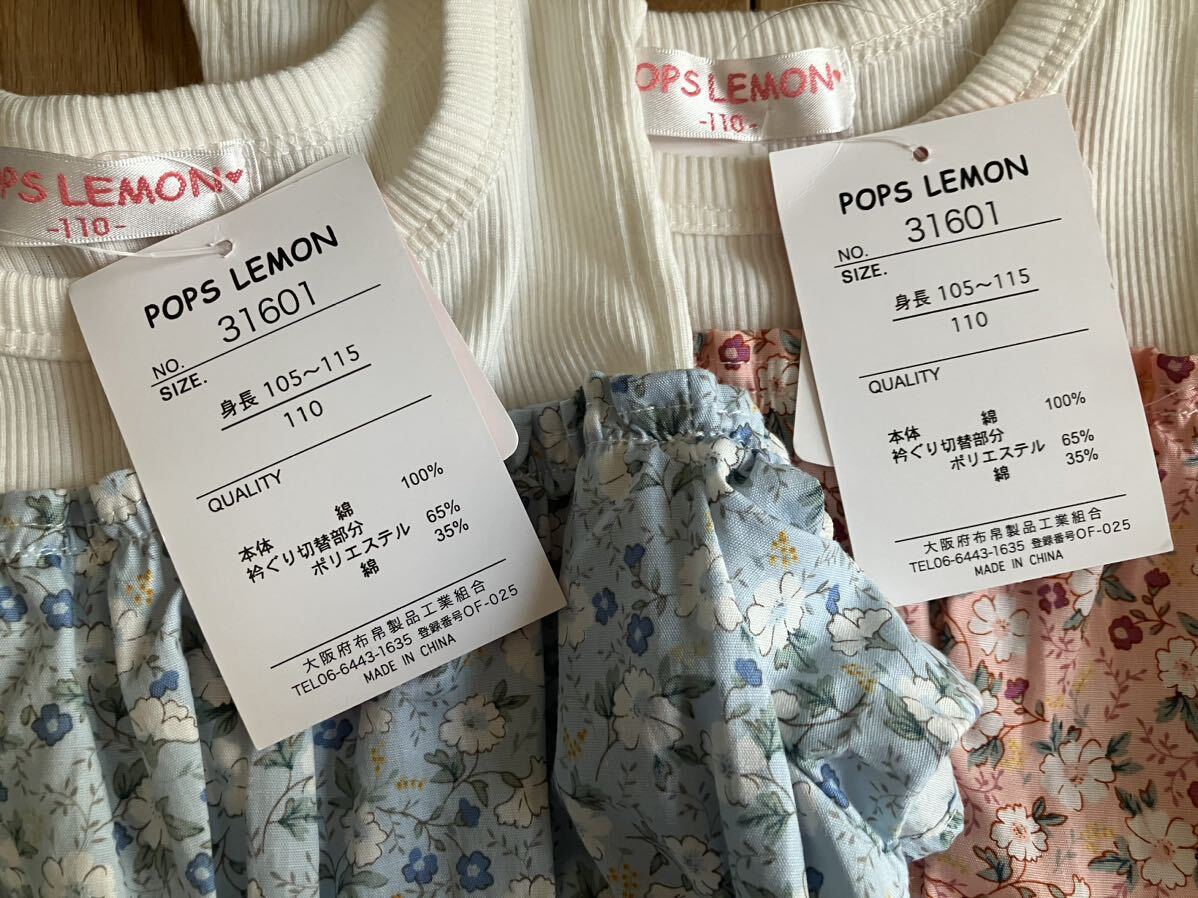 PS LEMON♥
-110-
POPS LEMON
NO. 31601
SIZE.
身長 105～115
110
QUALITY
本体 綿 100%
衿ぐり切替部分
ポリエステル 65%
綿 35%
大阪府布帛製品工業組合
TEL06-6443-1635 登録番号OF-025
MADE IN CHINA
OPS LEMON♥
-110-
POPS LEMON
NO. 31601
SIZE.
身長 105～115
110
QUALITY
本体 綿 100%
衿ぐり切替部分
ポリエステル 65%
綿 35%
大阪府布帛製品工業組合
TEL06-6443-1635 登録番号OF-025
MADE IN CHINA